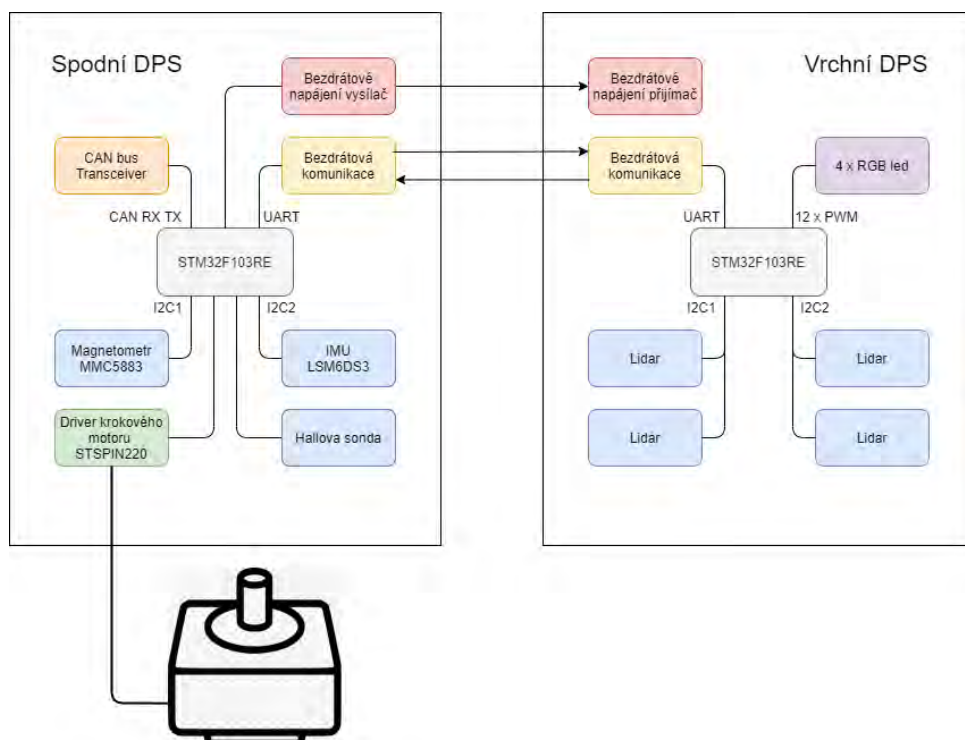 Spodní DPS
Bezdrátové
napájení vysílač
CAN bus
Transceiver
Bezdrátová
komunikace
CAN RX TX
UART
STM32F103RE
I2C1
I2C2
Magnetometr
MMC5883
IMU
LSM6DS3
Driver krokového
motoru
STSPIN220
Hallova sonda
Vrchní DPS
Bezdrátové
napájení přijímač
Bezdrátová
komunikace
4 x RGB led
UART
12 x PWM
STM32F103RE
I2C1
I2C2
Lidar
Lidar
Lidar
Lidar